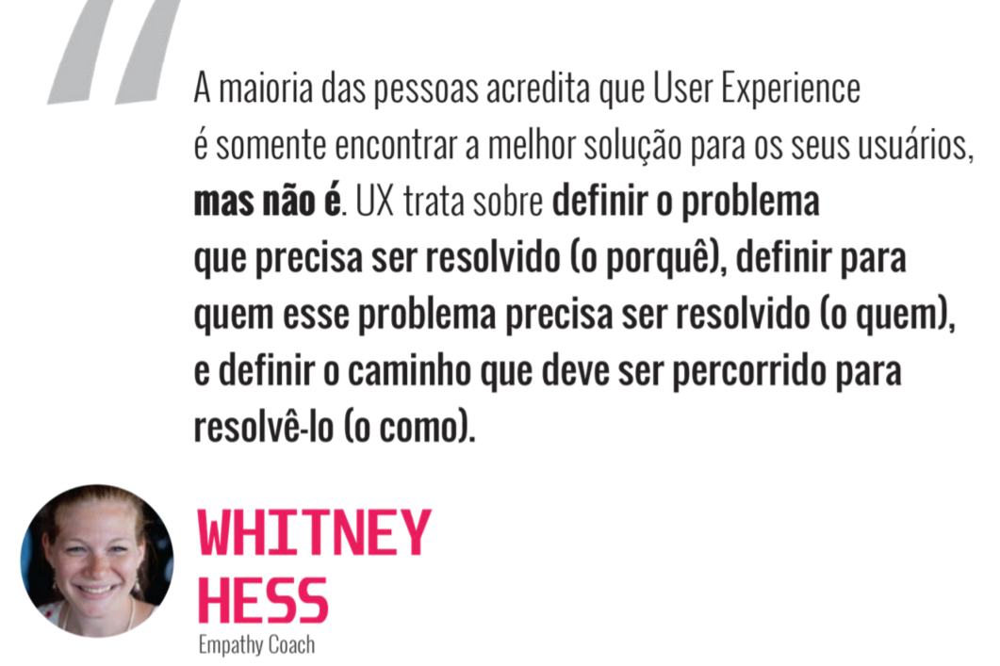 A maioria das pessoas acredita que User Experience
é somente encontrar a melhor solução para os seus usuários,
mas não é. UX trata sobre definir o problema
que precisa ser resolvido (o porquê), definir para
quem esse problema precisa ser resolvido (o quem),
e definir o caminho que deve ser percorrido para
resolvê-lo (o como).
WHITNEY
HESS
Empathy Coach